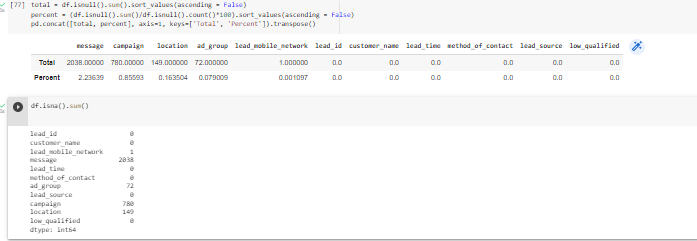 [77] total = df.isnull().sum().sort_values(ascending = False)
percent = (df.isnull().sum()/df.isnull().count()*100).sort_values(ascending = False)
pd.concat([total, percent], axis=1, keys=['Total', 'Percent']).transpose()
message campaign location ad_group lead_mobile_network lead_id customer_name lead_time method_of_contact lead_source low_qualified
Total 2038.00000 780.00000 149.000000 72.000000 1.000000 0.0 0.0 0.0 0.0 0.0 0.0
Percent 2.23639 0.85593 0.163504 0.079009 0.001097 0.0 0.0 0.0 0.0 0.0 0.0
df.isna().sum()
lead_id 0
customer_name 0
lead_mobile_network 1
message 2038
lead_time 0
method_of_contact 0
ad_group 72
lead_source 0
campaign 780
location 149
low_qualified 0
dtype: int64